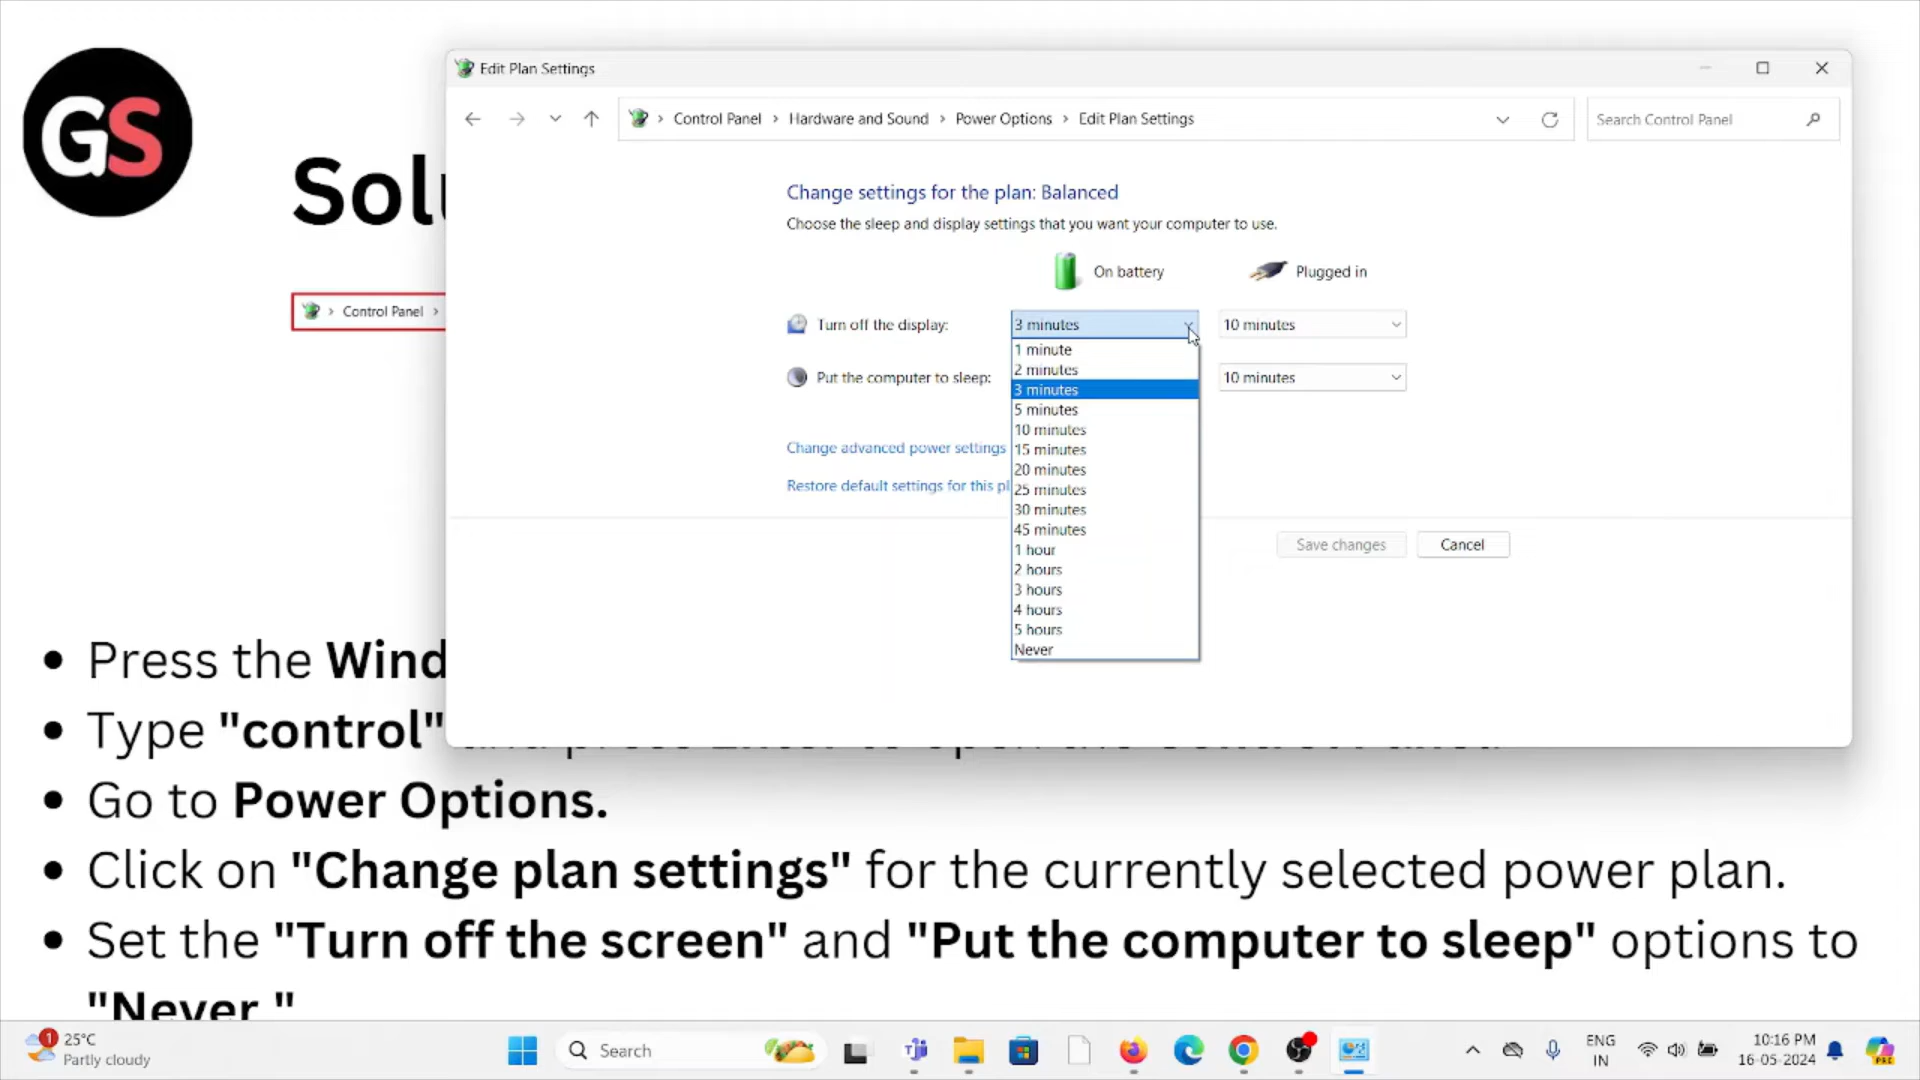 GS
Solu
Control Panel
Edit Plan Settings
Control Panel > Hardware and Sound > Power Options > Edit Plan Settings
Search Control Panel
Change settings for the plan: Balanced
Choose the sleep and display settings that you want your computer to use.
On battery
Plugged in
Turn off the display:
3 minutes
10 minutes
1 minute
2 minutes
3 minutes
5 minutes
10 minutes
15 minutes
20 minutes
25 minutes
30 minutes
45 minutes
1 hour
2 hours
3 hours
4 hours
5 hours
Never
Put the computer to sleep:
10 minutes
Change advanced power settings
Restore default settings for this pl
Save changes
Cancel
• Press the Wind
• Type "control"
• Go to Power Options.
• Click on "Change plan settings" for the currently selected power plan.
• Set the "Turn off the screen" and "Put the computer to sleep" options to
"Never."
1
25°C
Partly cloudy
Search
ENG
IN
10:16 PM
16-05-2024
PRE